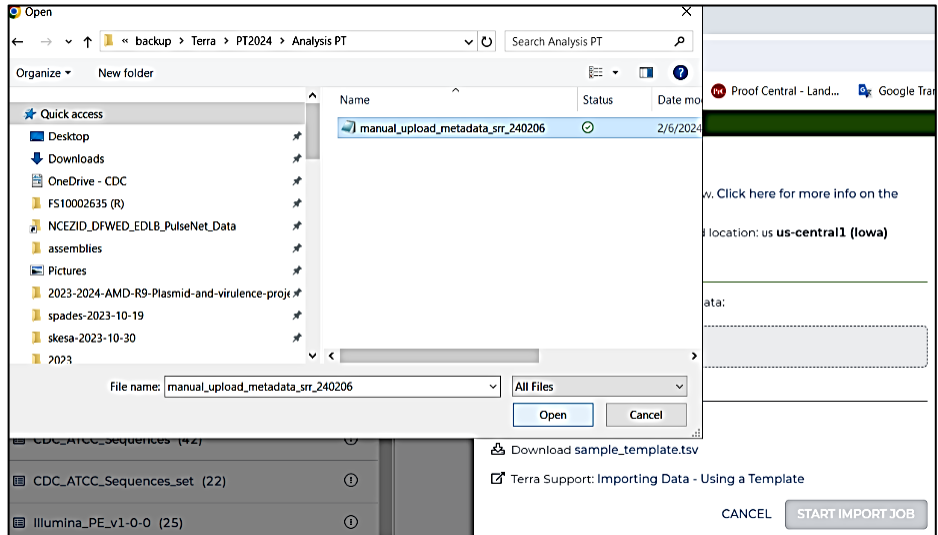 Open
« backup > Terra > PT2024 > Analysis PT
Search Analysis PT
Organize
New folder
Name
Status
Date mo
Quick access
Desktop
Downloads
OneDrive - CDC
FS10002635 (R)
NCEZID_DFWED_EDLB_PulseNet_Data
assemblies
Pictures
2023-2024-AMD-R9-Plasmid-and-virulence-proje
spades-2023-10-19
skesa-2023-10-30
2023
manual_upload_metadata_srr_240206
2/6/2024
File name: manual_upload_metadata_srr_240206
All Files
Open
Cancel
Proof Central - Land...
Google Tran
w. Click here for more info on the
location: us us-central1 (Iowa)
ata:
CDC_ATCC_Sequences (42)
CDC_ATCC_Sequences_set (22)
Illumina_PE_v1-0-0 (25)
Download sample_template.tsv
Terra Support: Importing Data - Using a Template
CANCEL
START IMPORT JOB